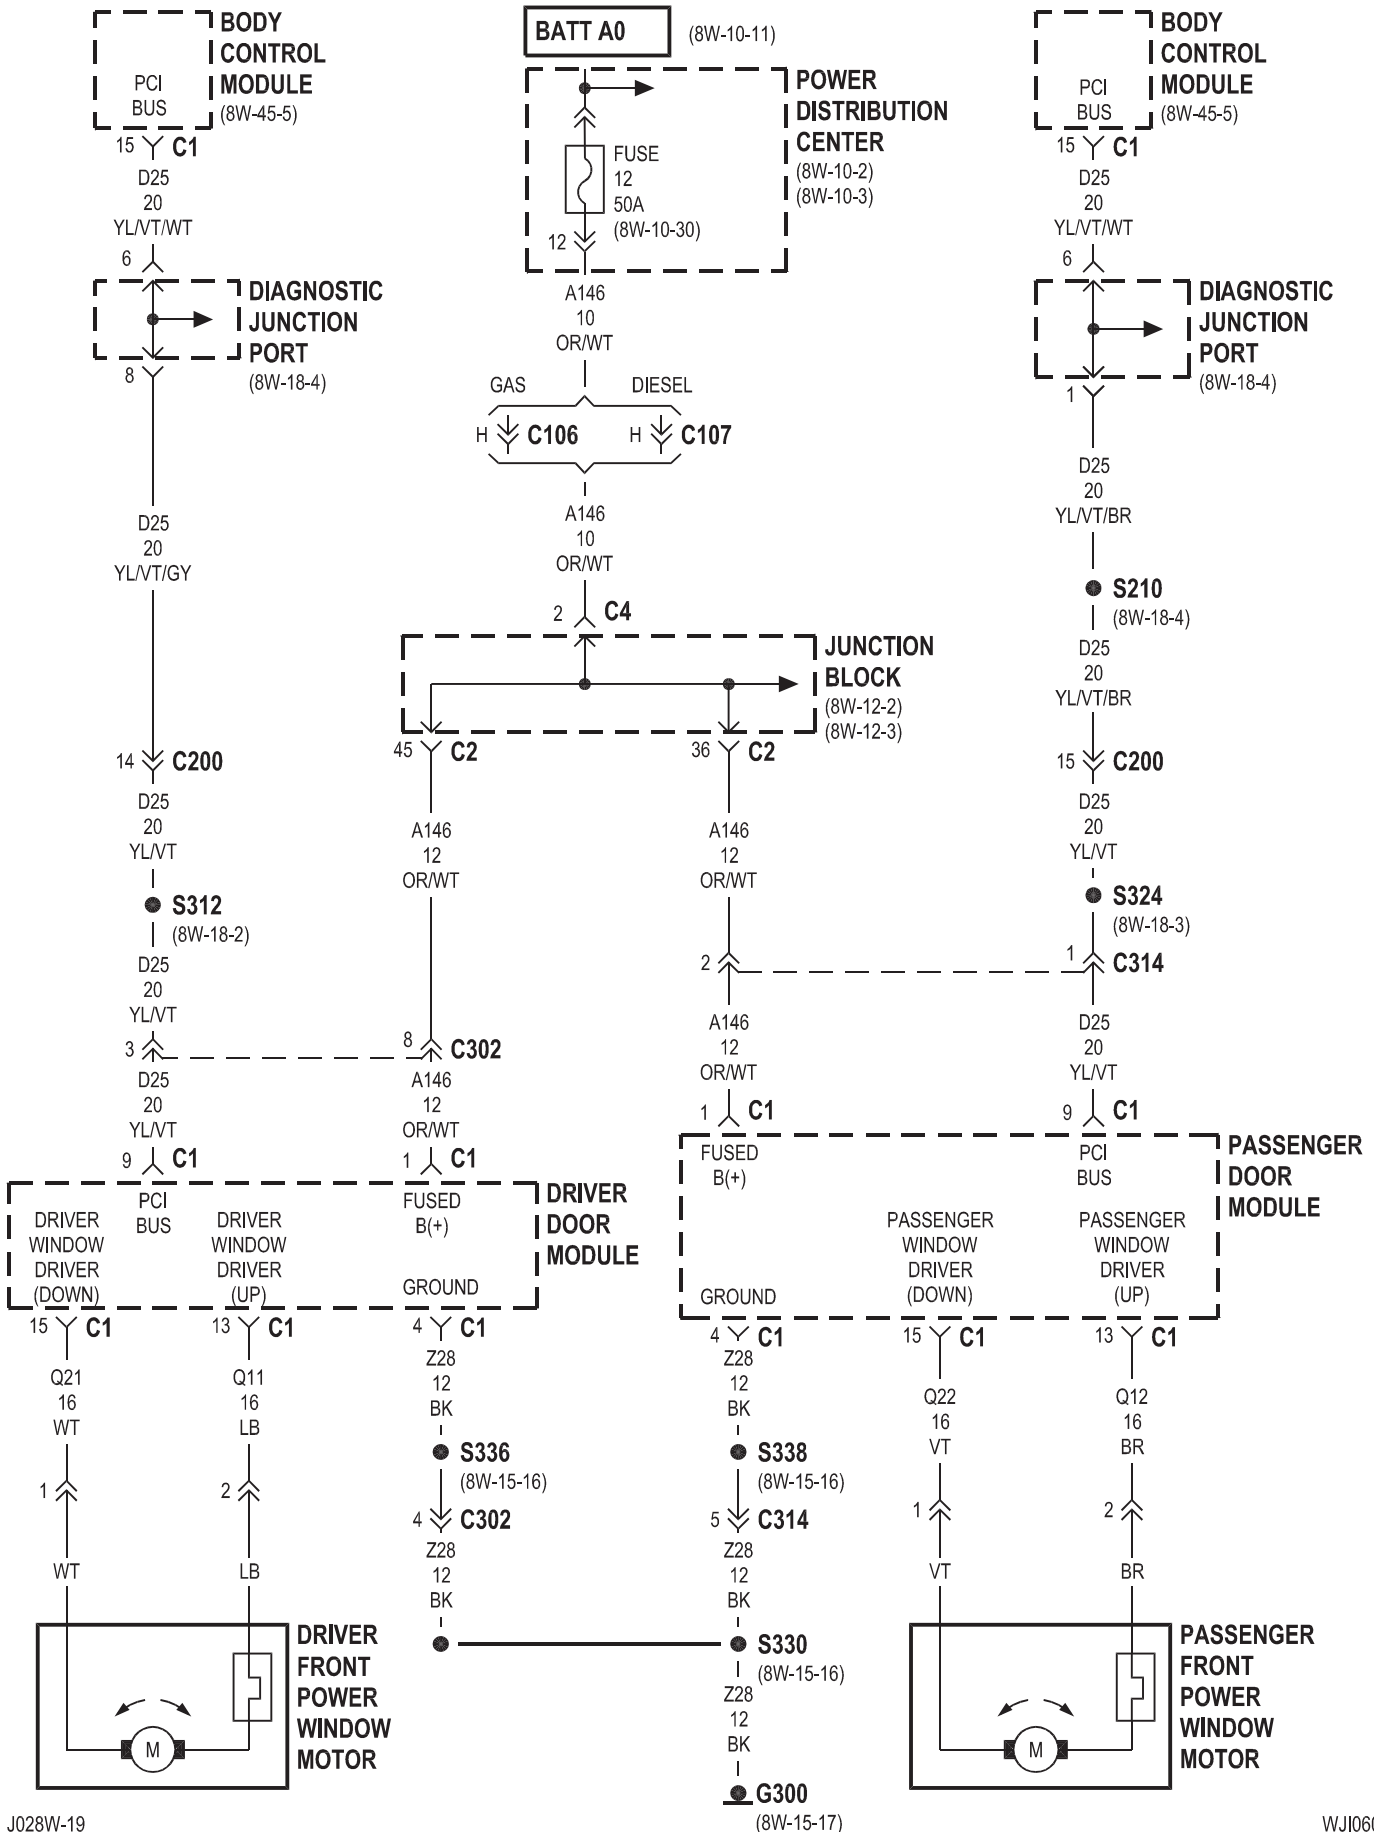 BODY
CONTROL
MODULE
(8W-45-5)
PCI
BUS
15 C1
D25
20
YL/VT/WT
6
DIAGNOSTIC
JUNCTION
PORT
(8W-18-4)
8
D25
20
YL/VT/GY
14 C200
D25
20
YL/VT
S312
(8W-18-2)
D25
20
YL/VT
3
D25
20
YL/VT
9 C1
BATT A0 (8W-10-11)
POWER
DISTRIBUTION
CENTER
(8W-10-2)
(8W-10-3)
FUSE
12
50A
(8W-10-30)
12
A146
10
OR/WT
GAS DIESEL
H C106 H C107
A146
10
OR/WT
2 C4
JUNCTION
BLOCK
(8W-12-2)
(8W-12-3)
45 C2
36 C2
A146
12
OR/WT
8 C302
A146
12
OR/WT
1 C1
A146
12
OR/WT
2
A146
12
OR/WT
1 C1
BODY
CONTROL
MODULE
(8W-45-5)
PCI
BUS
15 C1
D25
20
YL/VT/WT
6
DIAGNOSTIC
JUNCTION
PORT
(8W-18-4)
1
D25
20
YL/VT/BR
S210
(8W-18-4)
D25
20
YL/VT/BR
15 C200
D25
20
YL/VT
S324
(8W-18-3)
1 C314
D25
20
YL/VT
9 C1
DRIVER
DOOR
MODULE
PCI
BUS
FUSED
B(+)
DRIVER
WINDOW
DRIVER
(DOWN)
DRIVER
WINDOW
DRIVER
(UP)
GROUND
15 C1
13 C1
4 C1
Q21
16
WT
1
WT
Q11
16
LB
2
LB
Z28
12
BK
S336
(8W-15-16)
4 C302
Z28
12
BK
DRIVER
FRONT
POWER
WINDOW
MOTOR
M
PASSENGER
DOOR
MODULE
FUSED
B(+)
PCI
BUS
GROUND
PASSENGER
WINDOW
DRIVER
(DOWN)
PASSENGER
WINDOW
DRIVER
(UP)
4 C1
15 C1
13 C1
Z28
12
BK
S338
(8W-15-16)
5 C314
Z28
12
BK
S330
(8W-15-16)
Z28
12
BK
G300
(8W-15-17)
Q22
16
VT
1
VT
Q12
16
BR
2
BR
PASSENGER
FRONT
POWER
WINDOW
MOTOR
M
J028W-19